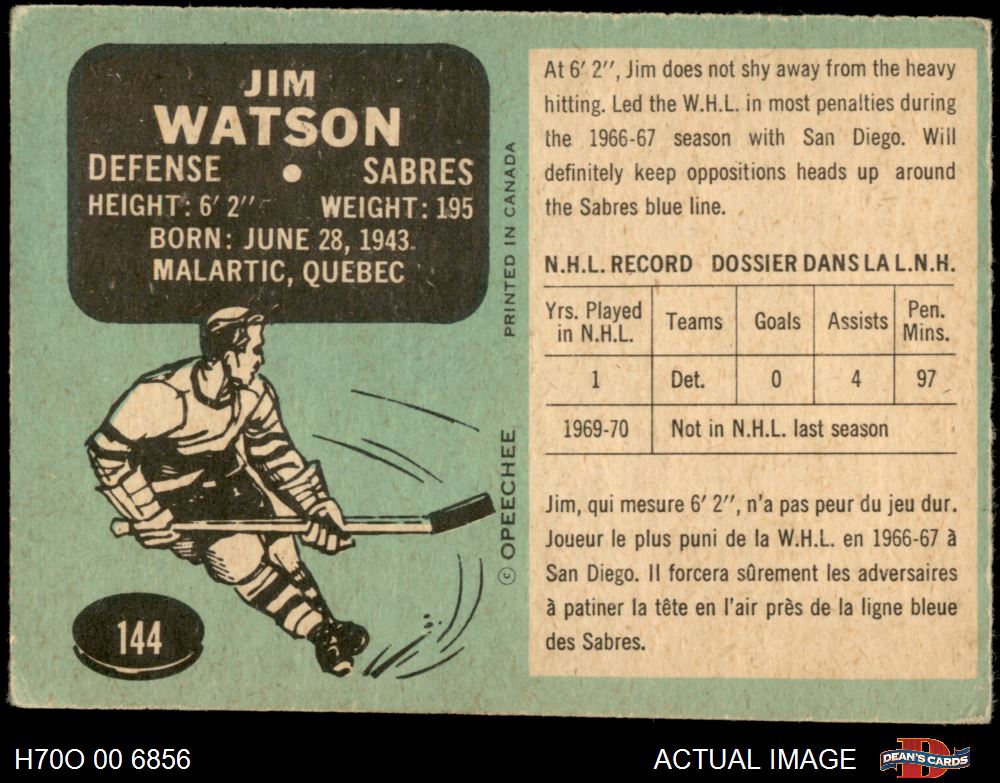 JIM
WATSON
DEFENSE • SABRES
HEIGHT: 6' 2" WEIGHT: 195
BORN: JUNE 28, 1943
MALARTIC, QUEBEC
144
© OPEECHEE PRINTED IN CANADA
At 6' 2", Jim does not shy away from the heavy
hitting. Led the W.H.L. in most penalties during
the 1966-67 season with San Diego. Will
definitely keep oppositions heads up around
the Sabres blue line.
N.H.L. RECORD DOSSIER DANS LA L.N.H.
Yrs. Played in N.H.L. Teams Goals Assists Pen. Mins.
1 Det. 0 4 97
1969-70 Not in N.H.L. last season
Jim, qui mesure 6' 2", n'a pas peur du jeu dur.
Joueur le plus puni de la W.H.L. en 1966-67 à
San Diego. Il forcera sûrement les adversaires
à patiner la tête en l'air près de la ligne bleue
des Sabres.
H70O 00 6856 ACTUAL IMAGE DEAN'S CARDS